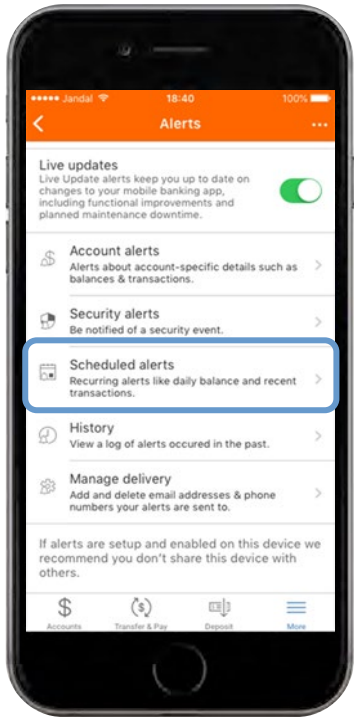 Jandal 18:40 100%
Alerts
Live updates
Live Update alerts keep you up to date on
changes to your mobile banking app,
including functional improvements and
planned maintenance downtime.
Account alerts
Alerts about account-specific details such as
balances & transactions.
Security alerts
Be notified of a security event.
Scheduled alerts
Recurring alerts like daily balance and recent
transactions.
History
View a log of alerts occured in the past.
Manage delivery
Add and delete email addresses & phone
numbers your alerts are sent to.
If alerts are setup and enabled on this device we
recommend you don't share this device with
others.
Accounts Transfer & Pay Deposit More